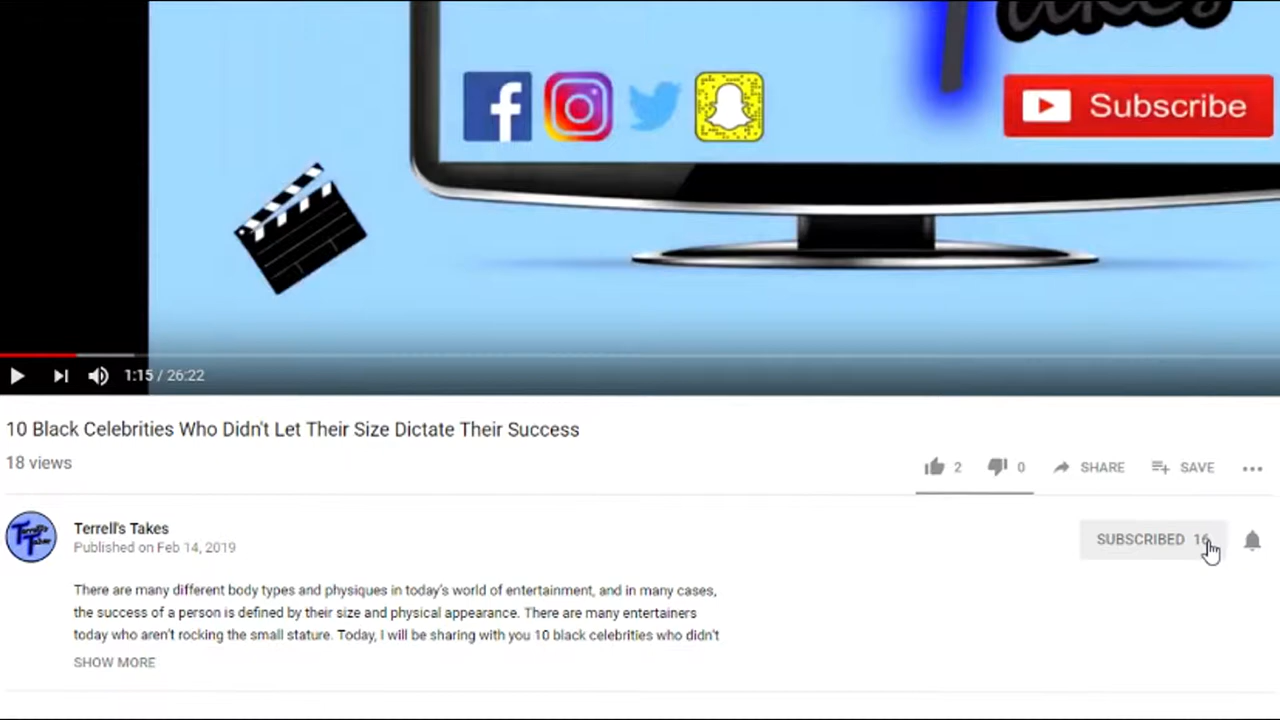 Takes
Subscribe
1:15 / 26:22
10 Black Celebrities Who Didn't Let Their Size Dictate Their Success
18 views
2
0
SHARE
SAVE
Terrell's Takes
Published on Feb 14, 2019
SUBSCRIBED 16
There are many different body types and physiques in today's world of entertainment, and in many cases,
the success of a person is defined by their size and physical appearance. There are many entertainers
today who aren't rocking the small stature. Today, I will be sharing with you 10 black celebrities who didn't
SHOW MORE